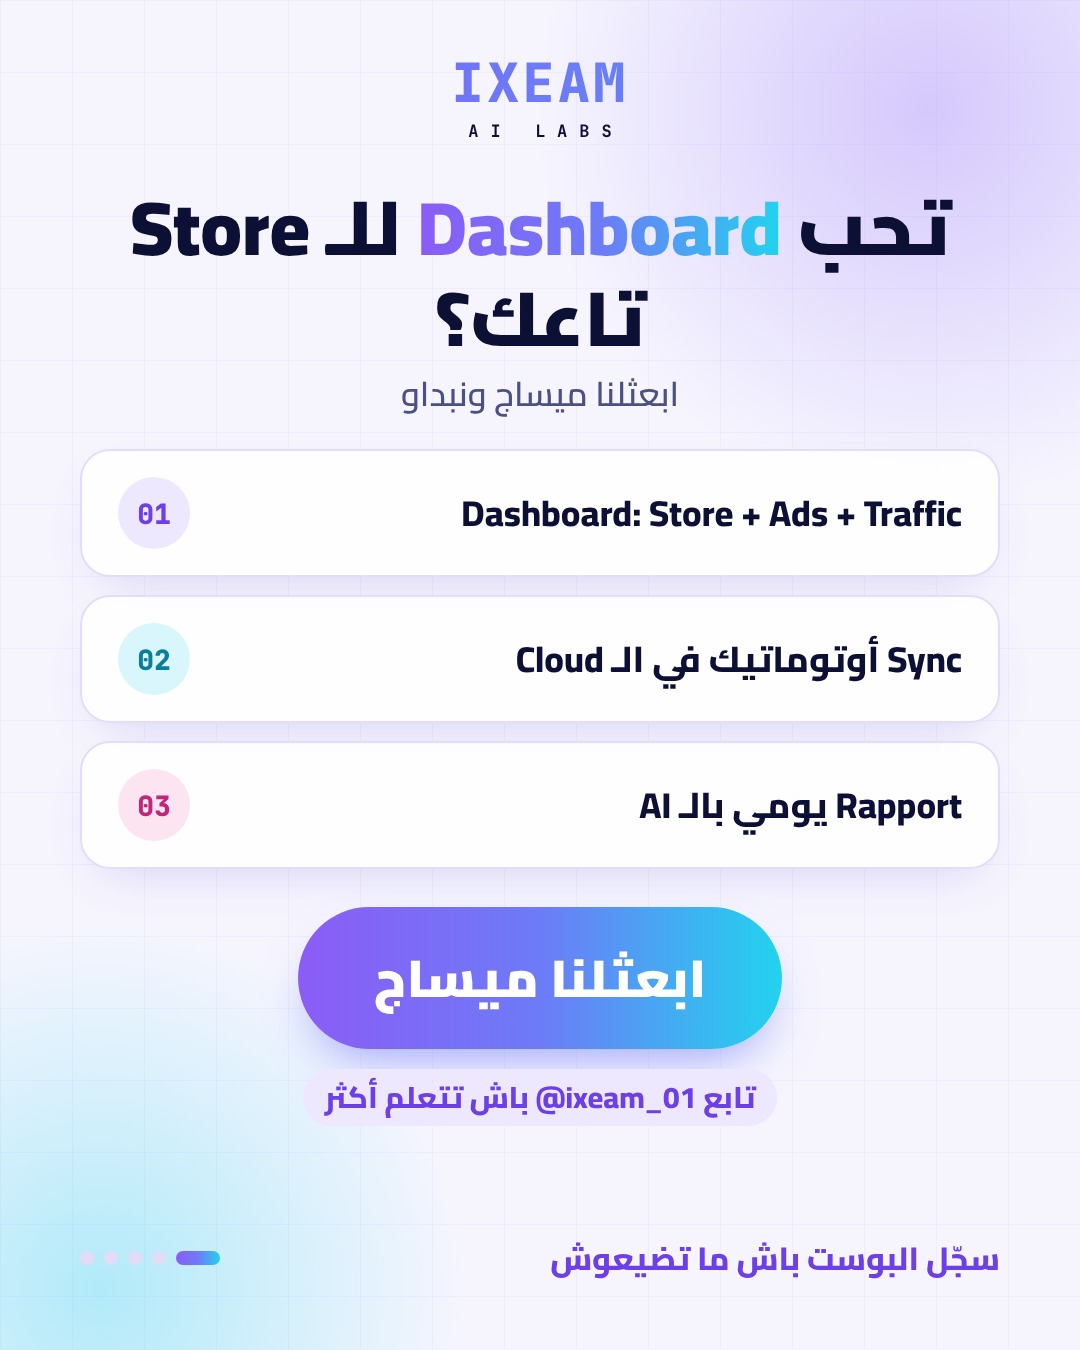 IXEAM
AI LABS
تحب Dashboard للـ Store
تاعك؟
ابعثلنا ميساج ونبداو
Dashboard: Store + Ads + Traffic
01
Sync أوتوماتيك في الـ Cloud
02
Rapport يومي بالـ AI
03
ابعثلنا ميساج
تابع @ixeam_01 باش تتعلم أكثر
سجّل البوست باش ما تضيعوش